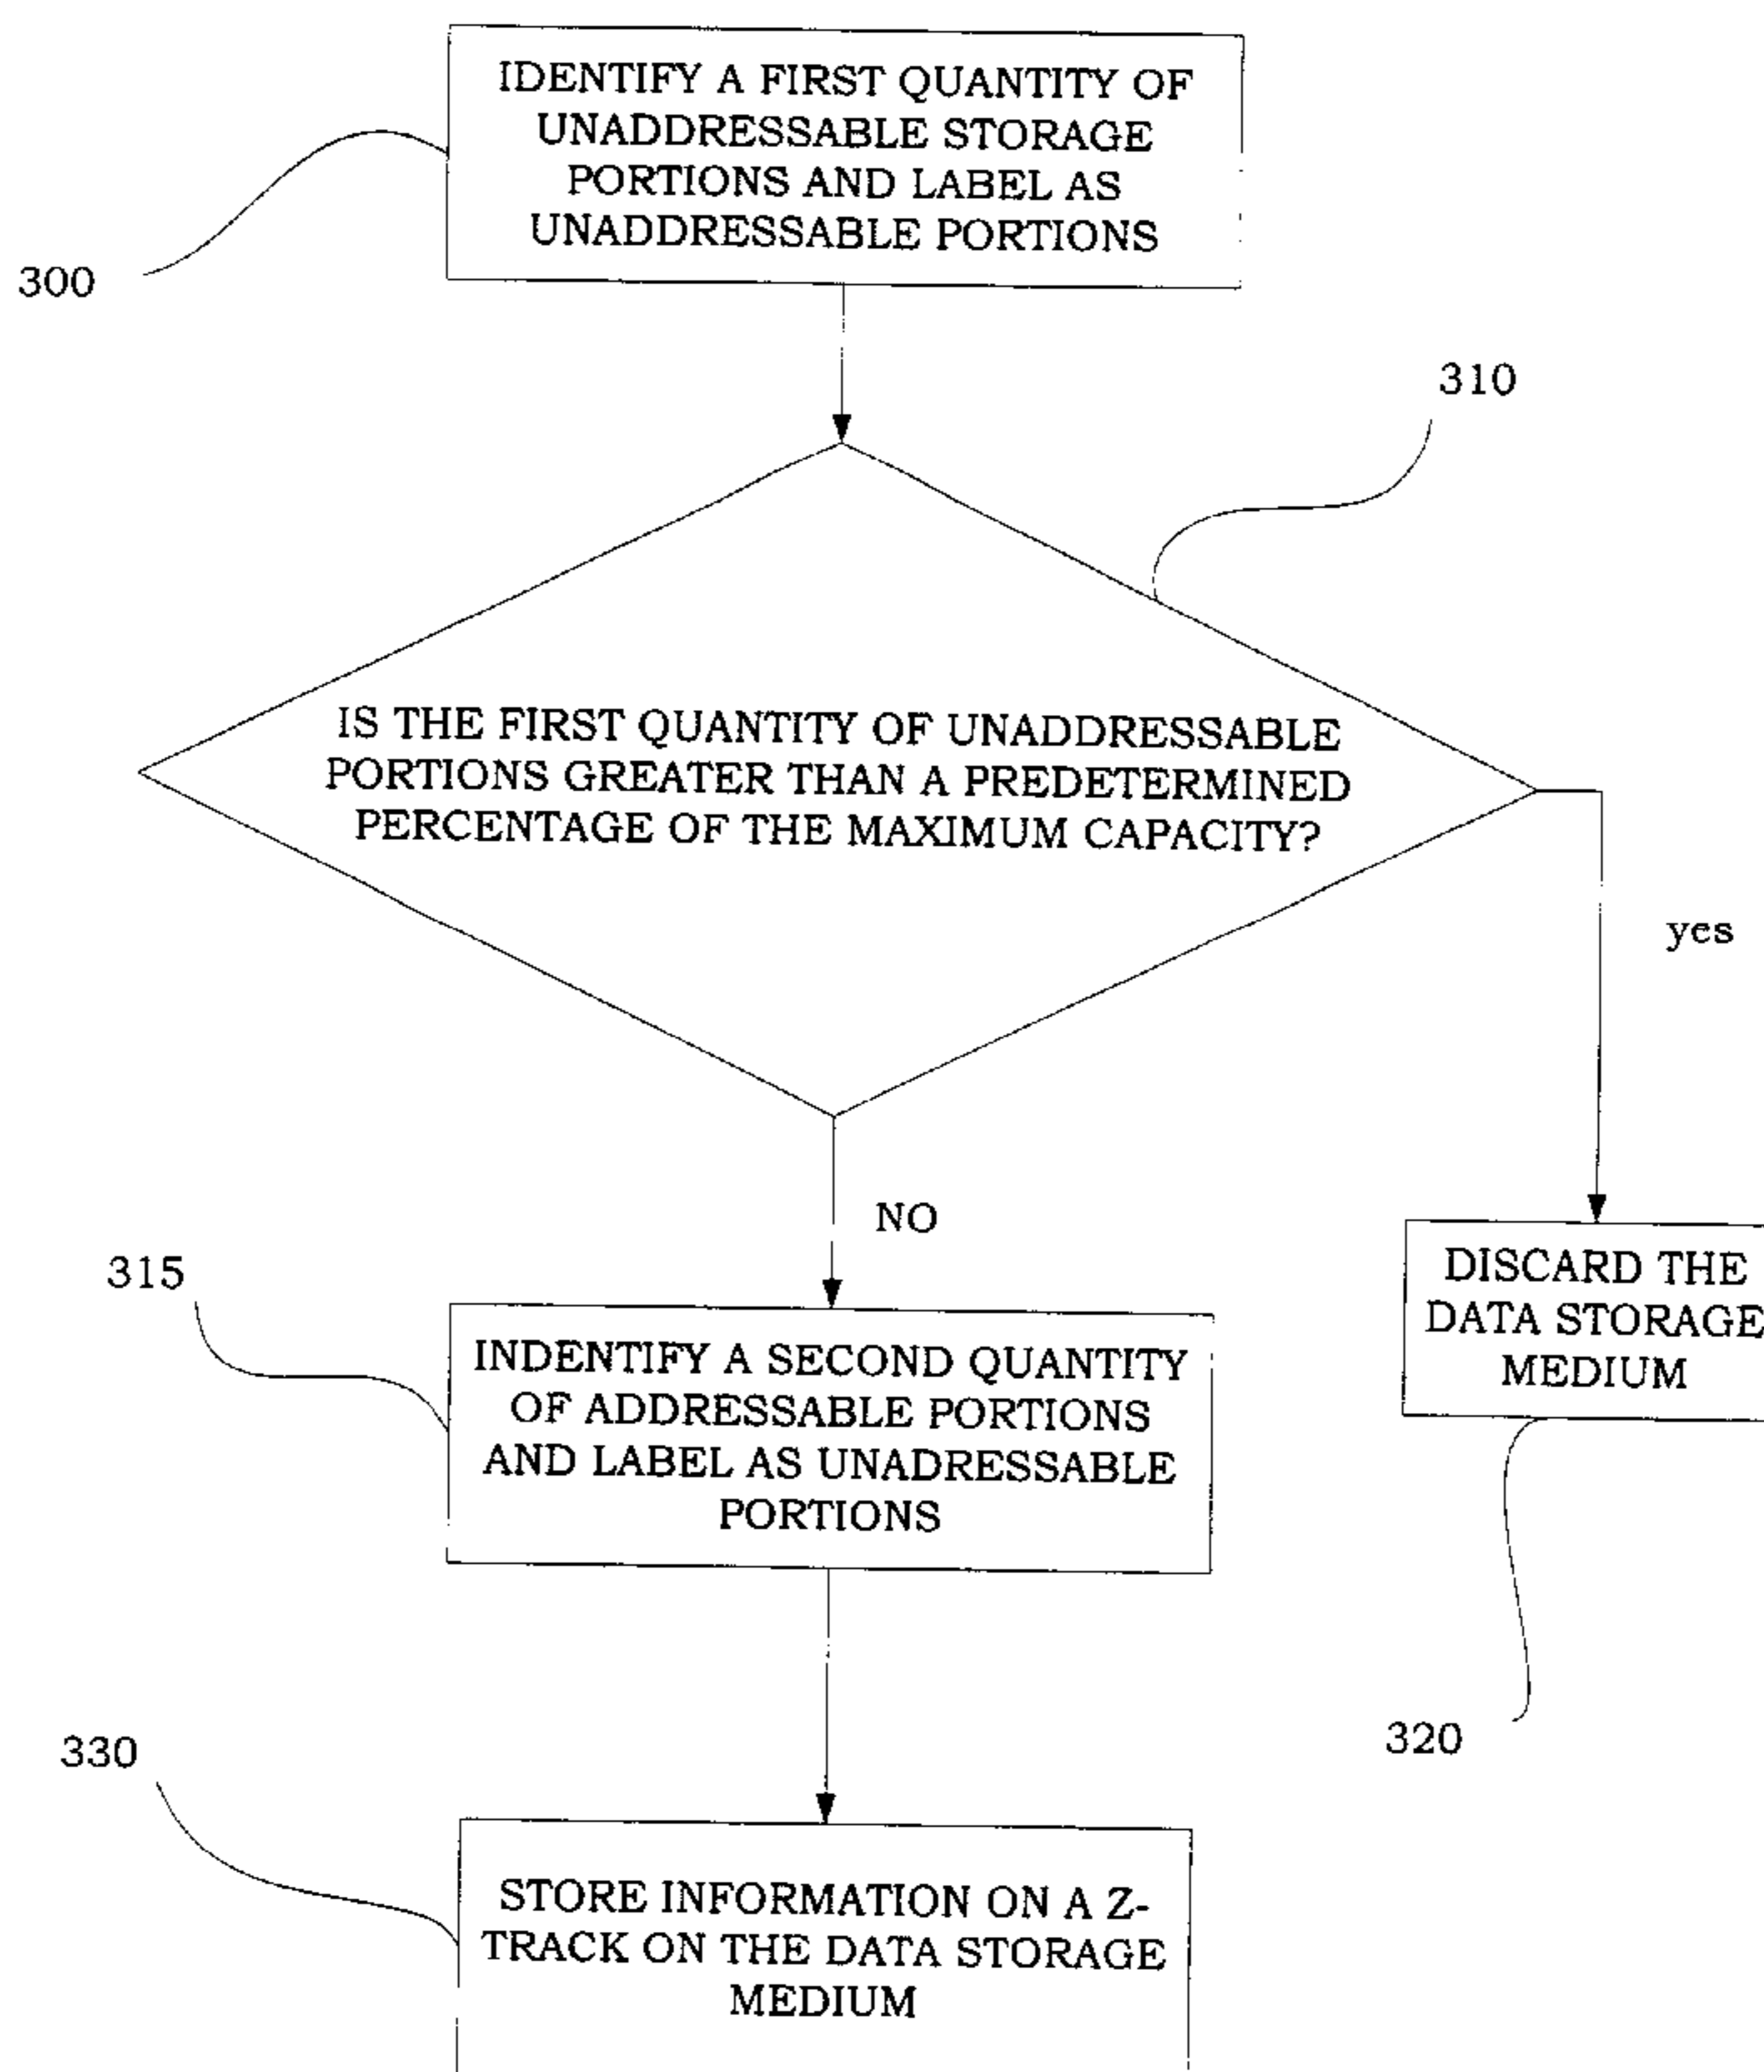 IDENTIFY A FIRST QUANTITY OF
UNADDRESSABLE STORAGE
PORTIONS AND LABEL AS
UNADDRESSABLE PORTIONS
300
310
IS THE FIRST QUANTITY OF UNADDRESSABLE
PORTIONS GREATER THAN A PREDETERMINED
PERCENTAGE OF THE MAXIMUM CAPACITY?
yes
NO
315
DISCARD THE
DATA STORAGE
MEDIUM
INDENTIFY A SECOND QUANTITY
OF ADDRESSABLE PORTIONS
AND LABEL AS UNADRESSABLE
PORTIONS
320
330
STORE INFORMATION ON A Z-
TRACK ON THE DATA STORAGE
MEDIUM